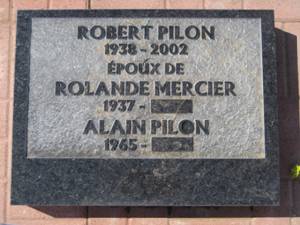 ROBERT PILON
1938 - 2002
ÉPOUX DE
ROLANDE MERCIER
1937 -
ALAIN PILON
1965 -